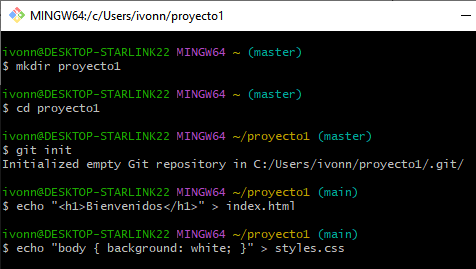 MINGW64:/c/Users/ivonn/proyecto1
ivonn@DESKTOP-STARLINK22 MINGW64 ~ (master)
$ mkdir proyecto1
ivonn@DESKTOP-STARLINK22 MINGW64 ~ (master)
$ cd proyecto1
ivonn@DESKTOP-STARLINK22 MINGW64 ~/proyecto1 (master)
$ git init
Initialized empty Git repository in C:/Users/ivonn/proyecto1/.git/
ivonn@DESKTOP-STARLINK22 MINGW64 ~/proyecto1 (main)
$ echo "<h1>Bienvenidos</h1>" > index.html
ivonn@DESKTOP-STARLINK22 MINGW64 ~/proyecto1 (main)
$ echo "body { background: white; }" > styles.css